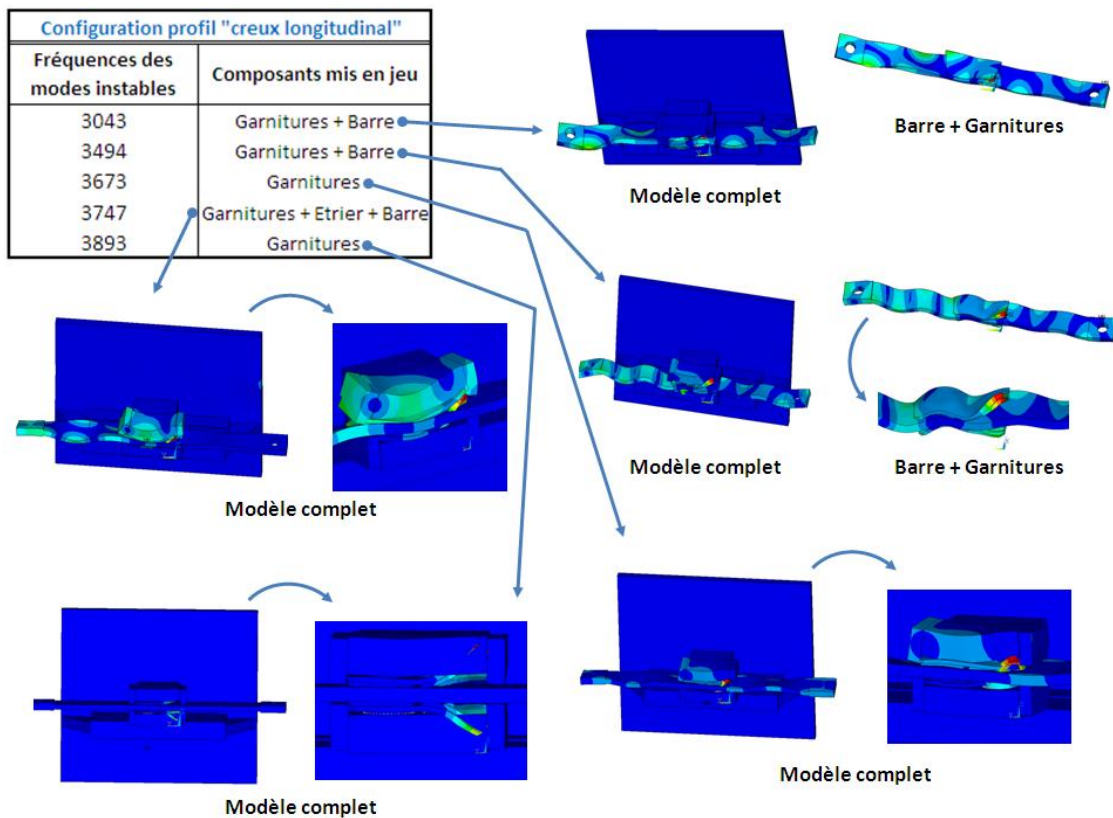 Configuration profil "creux longitudinal"
Fréquences des
modes instables
Composants mis en jeu
3043
Garnitures + Barre
3494
Garnitures + Barre
3673
Garnitures
3747
Garnitures + Etrier + Barre
3893
Garnitures
Barre + Garnitures
Modèle complet
Modèle complet
Barre + Garnitures
Modèle complet
Modèle complet
Modèle complet